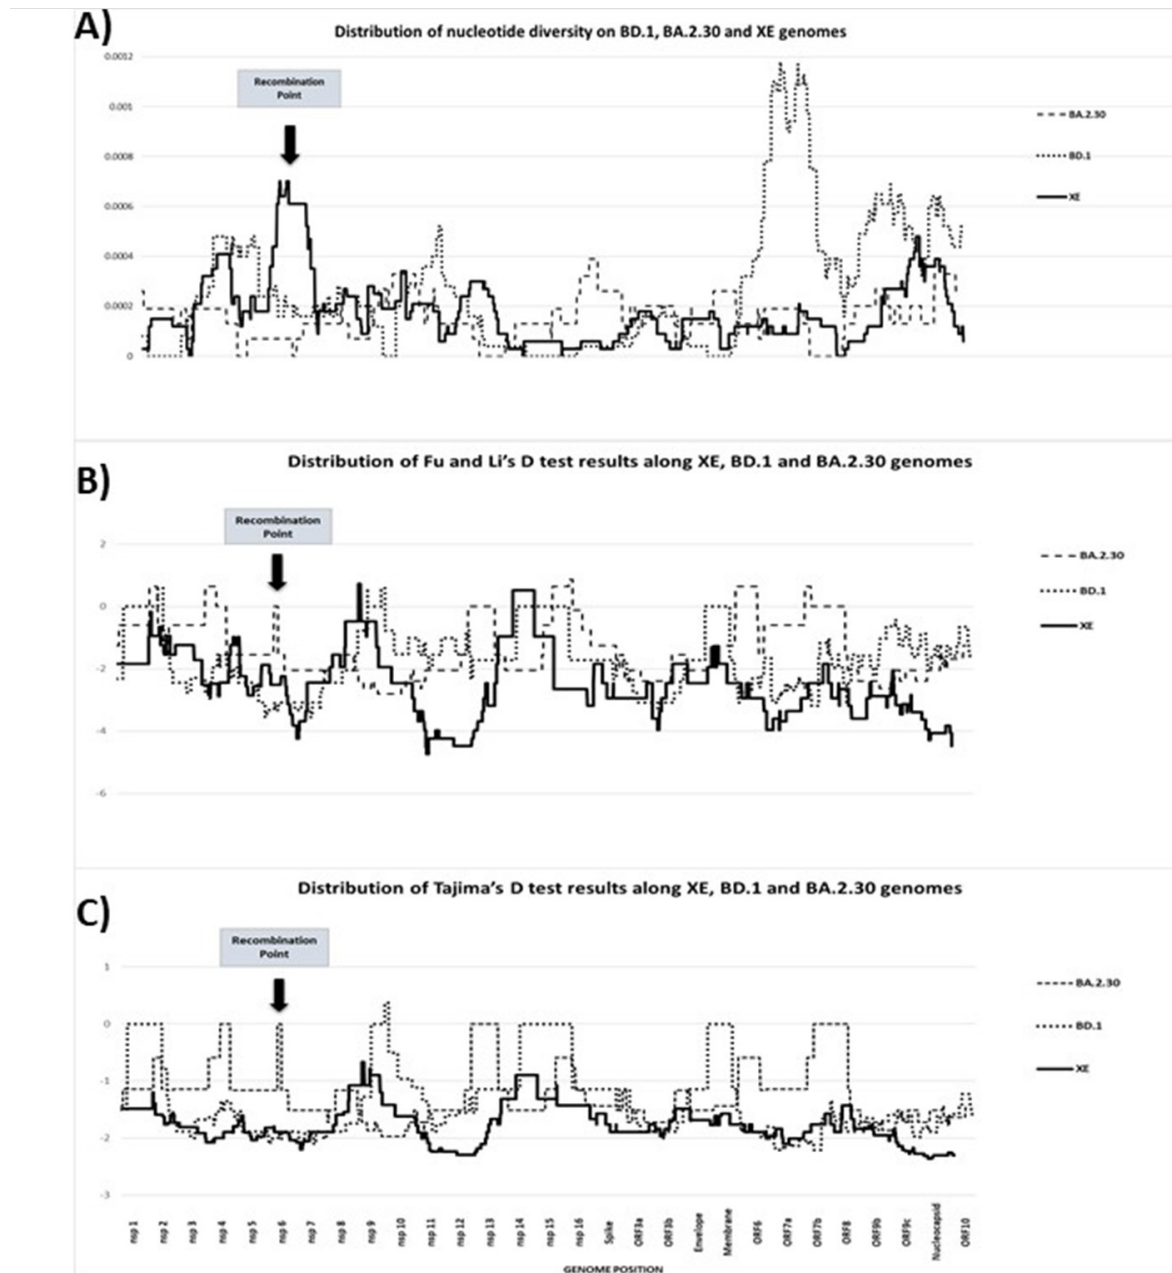 A)
Distribution of nucleotide diversity on BD.1, BA.2.30 and XE genomes
0.0012
Recombination
Point
0.001
0.0008
0.0006
0.0004
0.0002
0
BA.2.30
BD.1
XE
B)
Distribution of Fu and Li's D test results along XE, BD.1 and BA.2.30 genomes
Recombination
Point
2
0
-2
-4
-6
BA.2.30
BD.1
XE
C)
Distribution of Tajima's D test results along XE, BD.1 and BA.2.30 genomes
Recombination
Point
1
0
-1
-2
-3
BA.2.30
BD.1
XE
nsp 1
nsp 2
nsp 3
nsp 4
nsp 5
nsp 6
nsp 7
nsp 8
nsp 9
nsp 10
nsp 11
nsp 12
nsp 13
nsp 14
nsp 15
nsp 16
Spike
ORF3a
ORF3b
Envelope
Membrane
ORF6
ORF7a
ORF7b
ORF8
ORF9b
ORF9c
Nucleocapsid
ORF10
GENOME POSITION